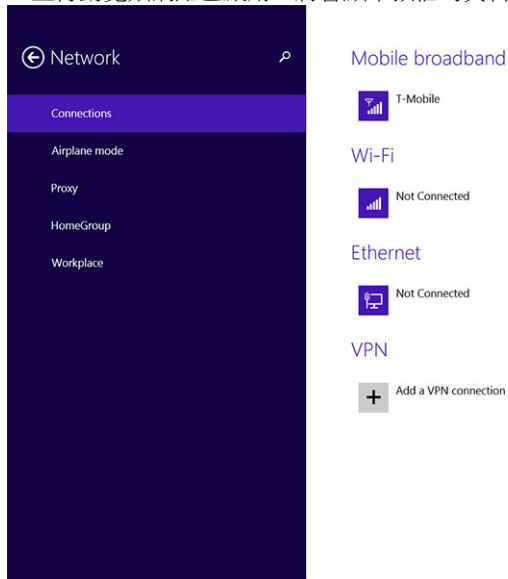 Network
Connections
Airplane mode
Proxy
HomeGroup
Workplace
Mobile broadband
T-Mobile
Wi-Fi
Not Connected
Ethernet
Not Connected
VPN
Add a VPN connection